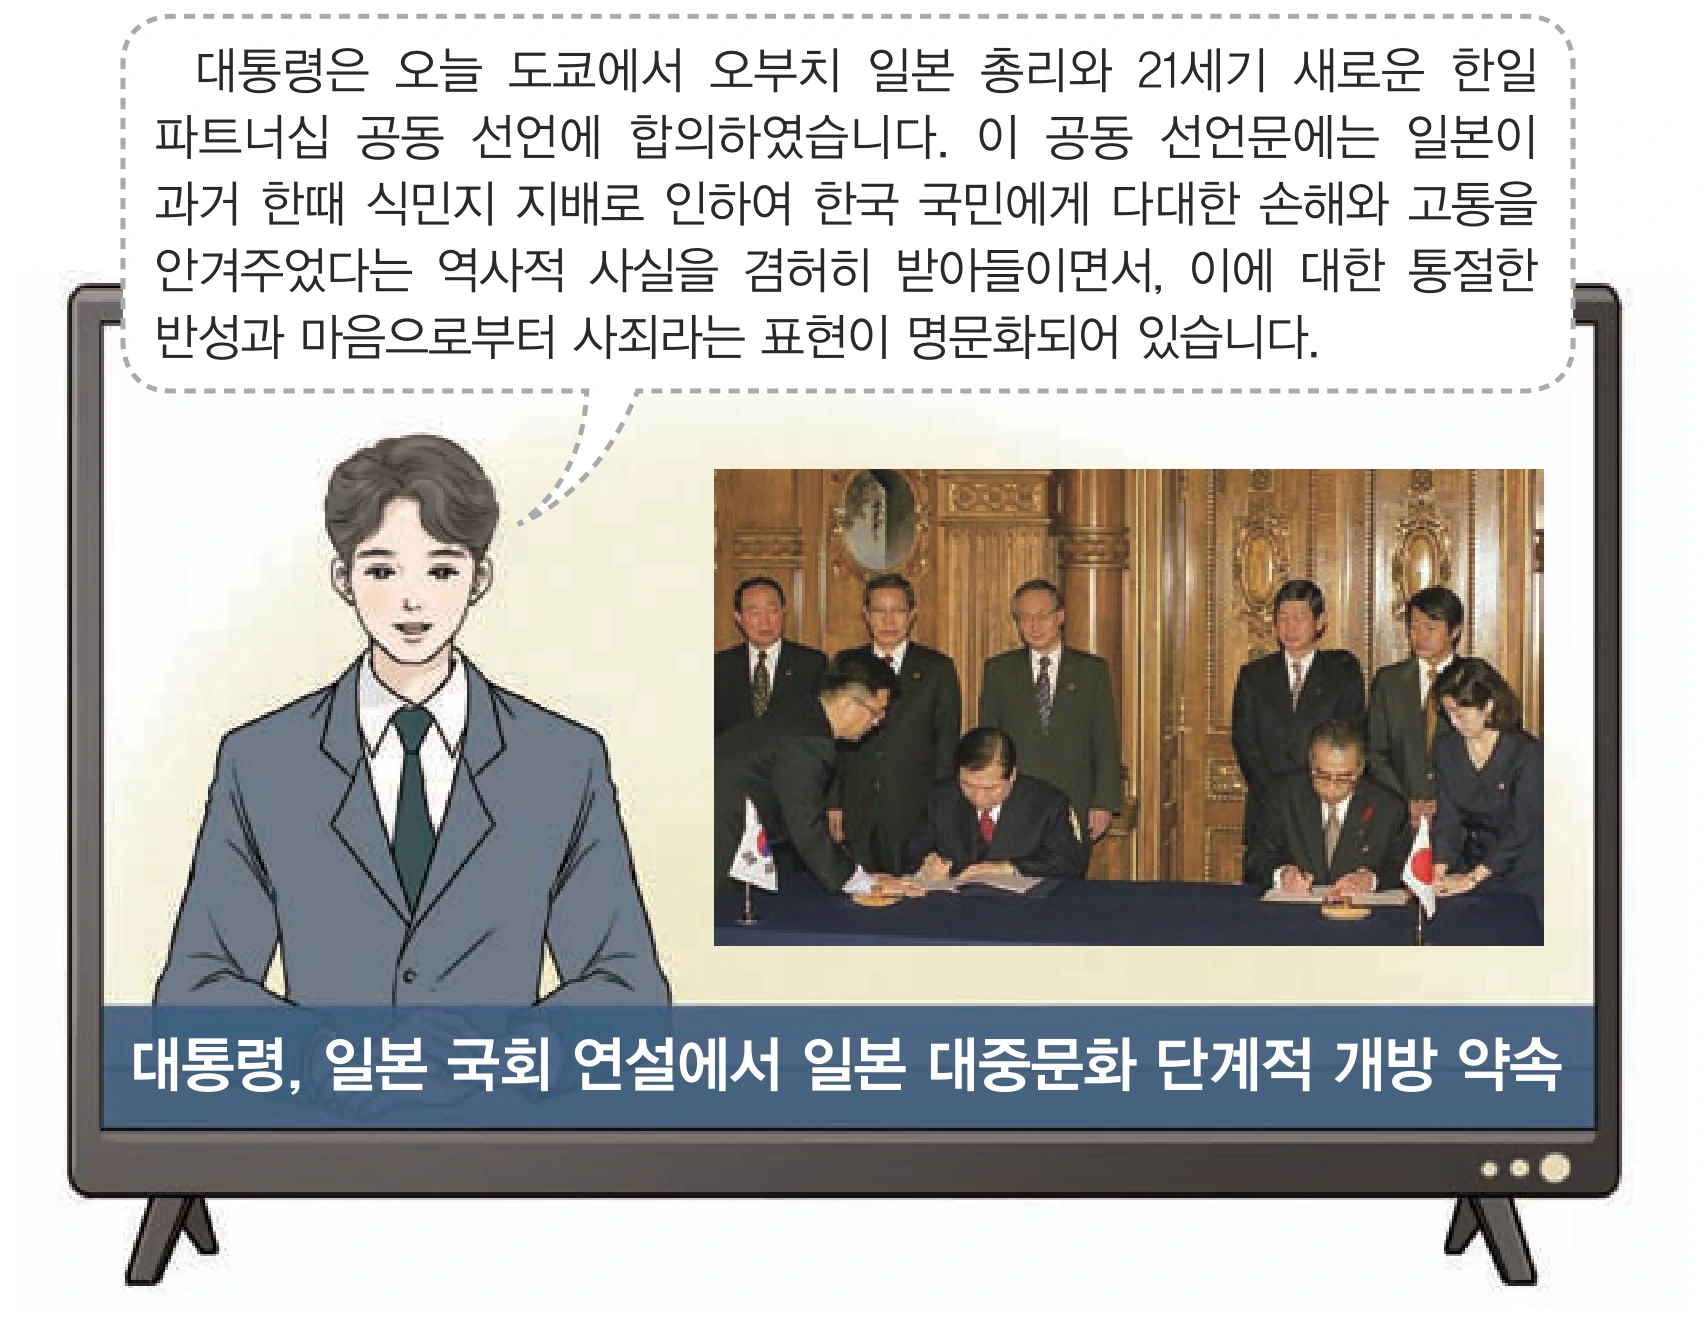 대통령은 오늘 도쿄에서 오부치 일본 총리와 21세기 새로운 한일
파트너십 공동 선언에 합의하였습니다. 이 공동 선언문에는 일본이
과거 한때 식민지 지배로 인하여 한국 국민에게 다대한 손해와 고통을
안겨주었다는 역사적 사실을 겸허히 받아들이면서, 이에 대한 통절한
반성과 마음으로부터 사죄라는 표현이 명문화되어 있습니다.
대통령, 일본 국회 연설에서 일본 대중문화 단계적 개방 약속